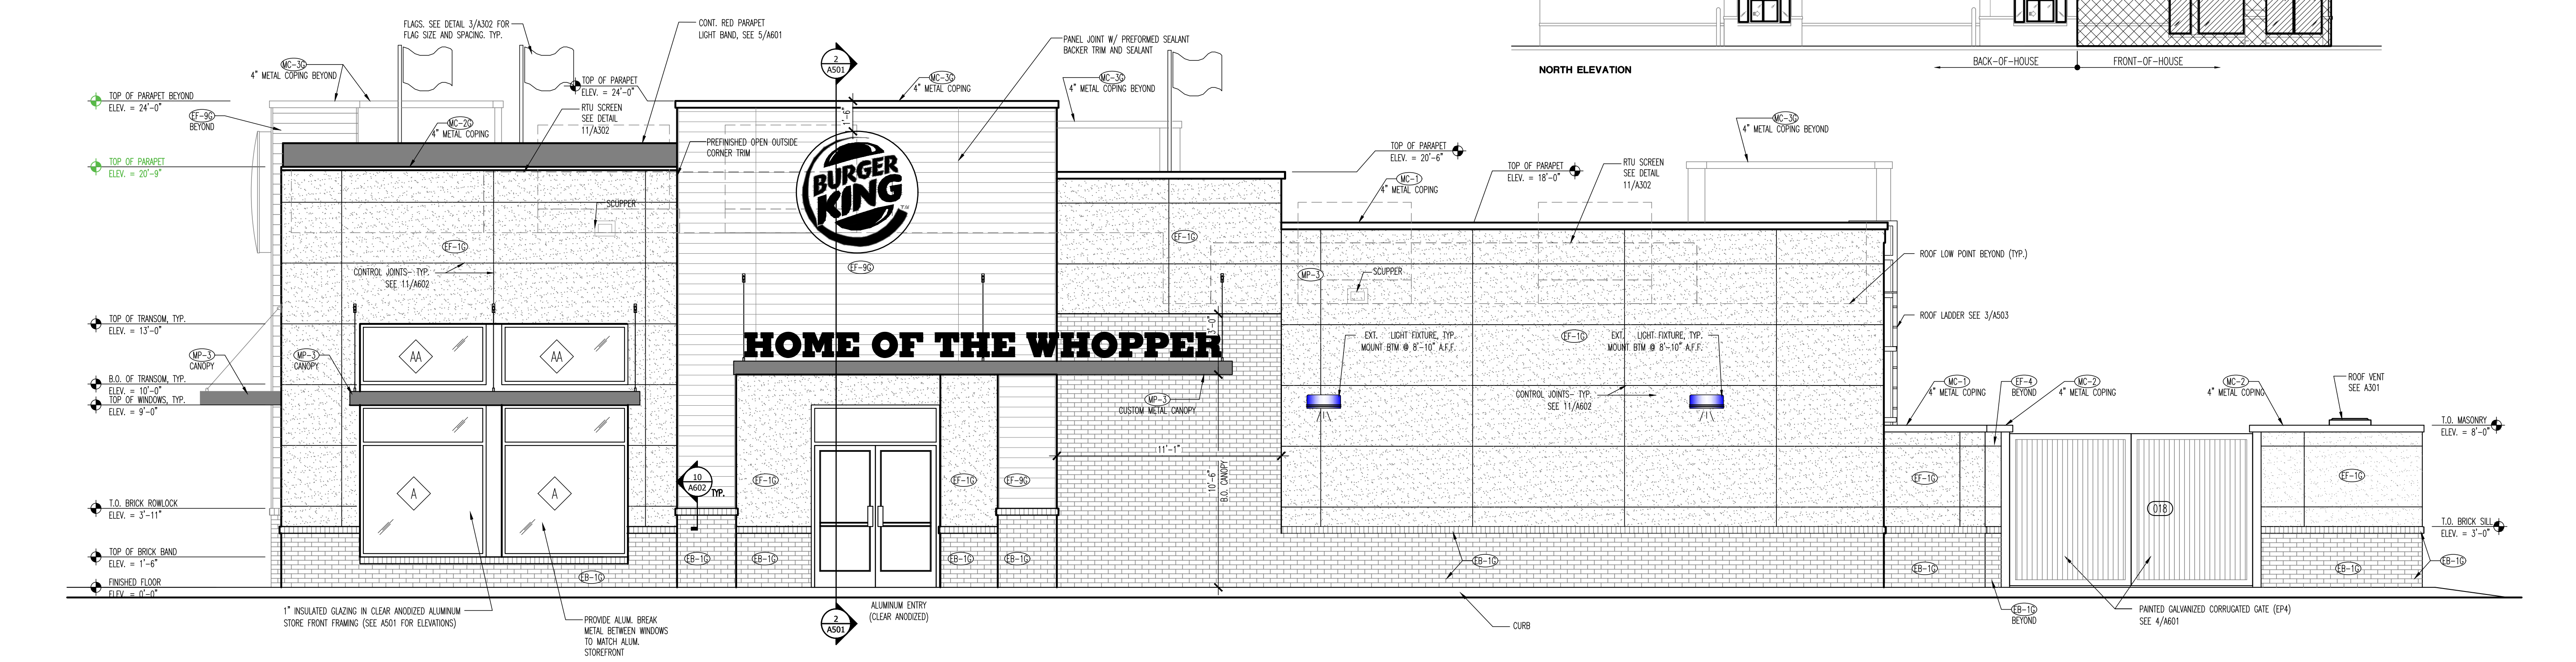 FLAGS. SEE DETAIL 3/A302 FOR
FLAG SIZE AND SPACING. TYP.
CONT. RED PARAPET
LIGHT BAND, SEE 5/A601
2
A501
PANEL JOINT W/ PREFORMED SEALANT
BACKER TRIM AND SEALANT
NORTH ELEVATION
BACK-OF-HOUSE
FRONT-OF-HOUSE
MC-3G
4" METAL COPING BEYOND
TOP OF PARAPET
ELEV. = 24'-0"
MC-3G
4" METAL COPING
MC-3G
4" METAL COPING BEYOND
TOP OF PARAPET BEYOND
ELEV. = 24'-0"
EF-9G
BEYOND
RTU SCREEN
SEE DETAIL
11/A302
1'-6"
MC-2G
4" METAL COPING
MC-3G
4" METAL COPING BEYOND
PREFINISHED OPEN OUTSIDE
CORNER TRIM
TOP OF PARAPET
ELEV. = 20'-9"
TOP OF PARAPET
ELEV. = 20'-6"
TOP OF PARAPET
ELEV. = 18'-0"
RTU SCREEN
SEE DETAIL
11/A302
MC-1
4" METAL COPING
BURGER
KING
TM
SCUPPER
EF-1G
EF-1G
EF-9G
CONTROL JOINTS- TYP.
SEE 11/A602
MP-3
SCUPPER
ROOF LOW POINT BEYOND (TYP.)
TOP OF TRANSOM, TYP.
ELEV. = 13'-0"
ROOF LADDER SEE 3/A503
HOME OF THE WHOPPER
3'-0"
EXT. LIGHT FIXTURE, TYP.
MOUNT BTM @ 8'-10" A.F.F.
EF-1G
EXT. LIGHT FIXTURE, TYP.
MOUNT BTM @ 8'-10" A.F.F.
MP-3
CANOPY
MP-3
CANOPY
AA
AA
B.O. OF TRANSOM, TYP.
ELEV. = 10'-0"
TOP OF WINDOWS, TYP.
ELEV. = 9'-0"
MP-3
CUSTOM METAL CANOPY
CONTROL JOINTS- TYP.
SEE 11/A602
MC-1
4" METAL COPING
EF-4
BEYOND
MC-2
4" METAL COPING
MC-2
4" METAL COPING
ROOF VENT
SEE A301
T.O. MASONRY
ELEV. = 8'-0"
11'-1"
10'-6"
B.O. CANOPY
10
A602
TYP.
EF-1G
EF-1G
EF-9G
EF-1G
EF-1G
A
A
018
T.O. BRICK ROWLOCK
ELEV. = 3'-11"
T.O. BRICK SILL
ELEV. = 3'-0"
TOP OF BRICK BAND
ELEV. = 1'-6"
EB-1G
EB-1G
EB-1G
EB-1G
EB-1G
EB-1G
EB-1G
EB-1G
EB-1G
FINISHED FLOOR
ELEV. = 0'-0"
1" INSULATED GLAZING IN CLEAR ANODIZED ALUMINUM
STORE FRONT FRAMING (SEE A501 FOR ELEVATIONS)
PROVIDE ALUM. BREAK
METAL BETWEEN WINDOWS
TO MATCH ALUM.
STOREFRONT
2
A501
ALUMINUM ENTRY
(CLEAR ANODIZED)
CURB
EB-1G
BEYOND
PAINTED GALVANIZED CORRUGATED GATE (EP4)
SEE 4/A601